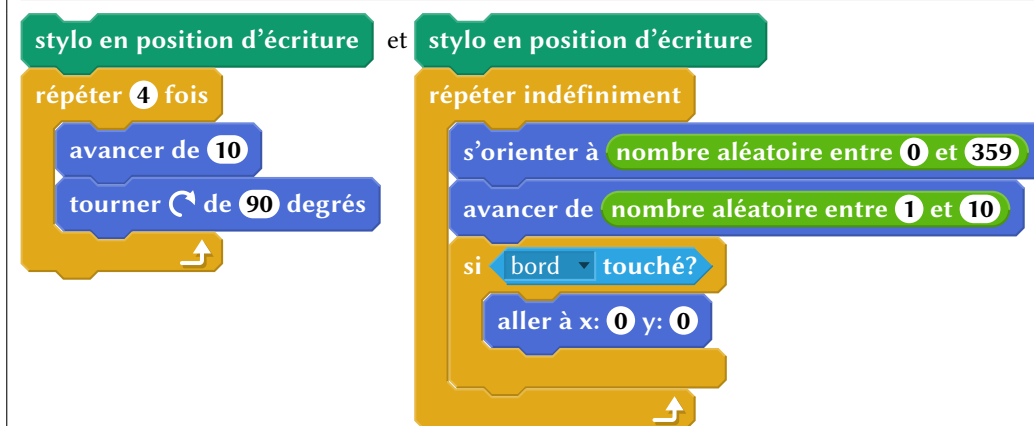 stylo en position d'écriture
répéter 4 fois
avancer de 10
tourner de 90 degrés
et
stylo en position d'écriture
répéter indéfiniment
s'orienter à nombre aléatoire entre 0 et 359
avancer de nombre aléatoire entre 1 et 10
si bord touché?
aller à x: 0 y: 0